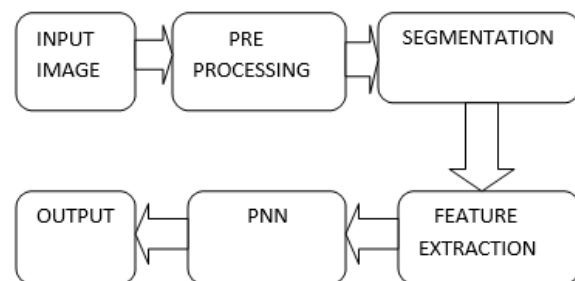 INPUT
IMAGE
PRE
PROCESSING
SEGMENTATION
OUTPUT
PNN
FEATURE
EXTRACTION